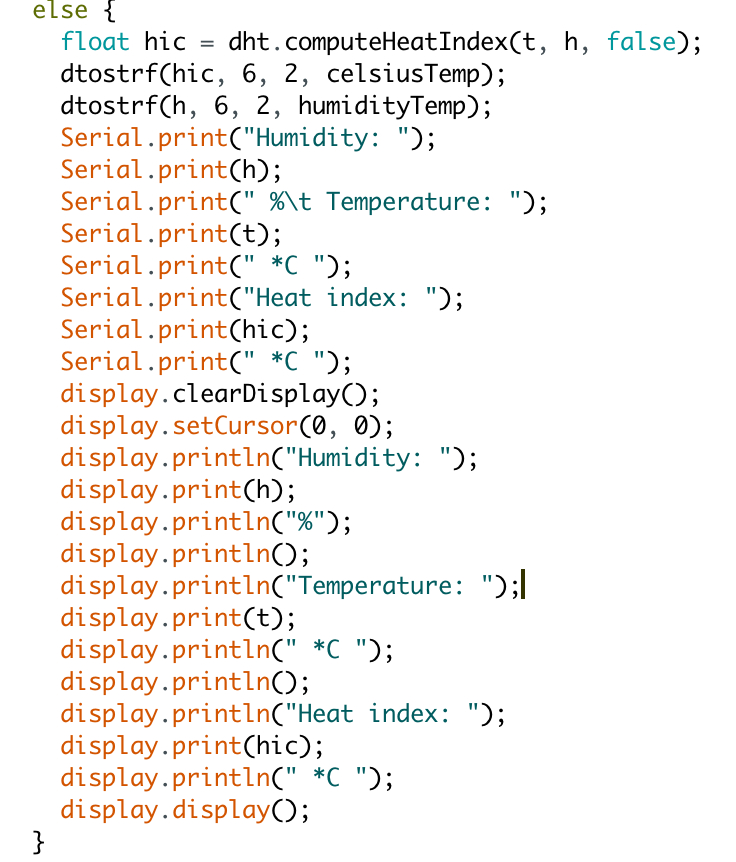 else {
float hic = dht.computeHeatIndex(t, h, false);
dtostrf(hic, 6, 2, celsiusTemp);
dtostrf(h, 6, 2, humidityTemp);
Serial.print("Humidity: ");
Serial.print(h);
Serial.print(" %\t Temperature: ");
Serial.print(t);
Serial.print(" *C ");
Serial.print("Heat index: ");
Serial.print(hic);
Serial.print(" *C ");
display.clearDisplay();
display.setCursor(0, 0);
display.println("Humidity: ");
display.print(h);
display.println("%");
display.println();
display.println("Temperature: ");
display.print(t);
display.println(" *C ");
display.println();
display.println("Heat index: ");
display.print(hic);
display.println(" *C ");
display.display();
}